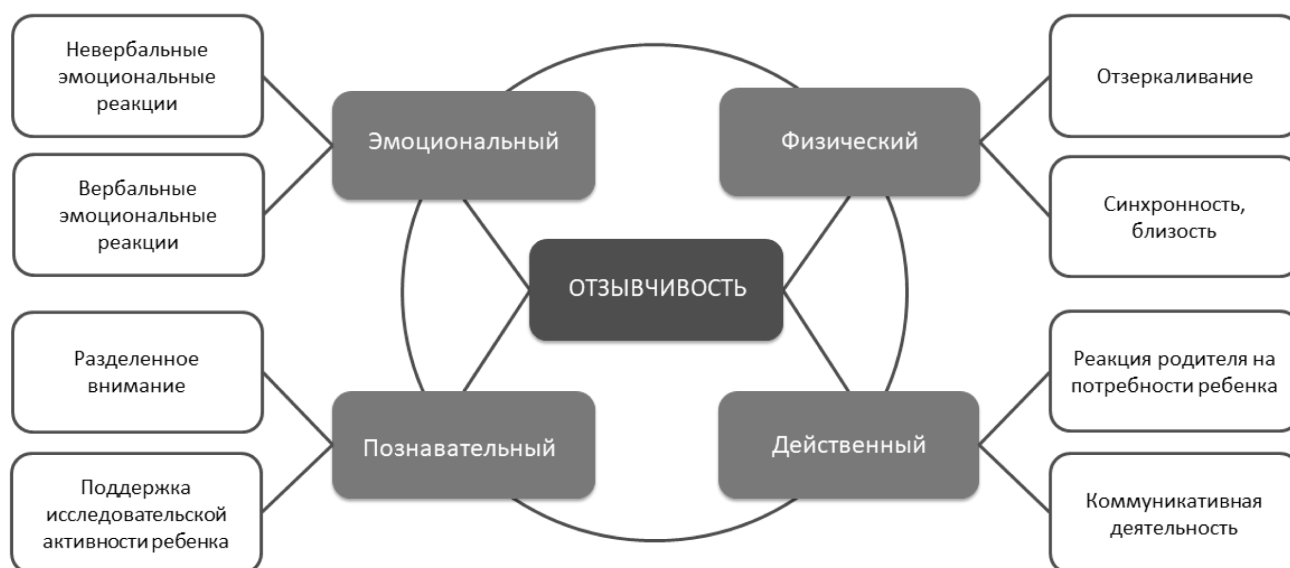 Невербальные
эмоциональные
реакции
Вербальные
эмоциональные
реакции
Эмоциональный
Физический
Отзеркаливание
Синхронность,
близость
ОТЗЫВЧИВОСТЬ
Разделенное
внимание
Поддержка
исследовательской
активности ребенка
Познавательный
Действенный
Реакция родителя на
потребности ребенка
Коммуникативная
деятельность